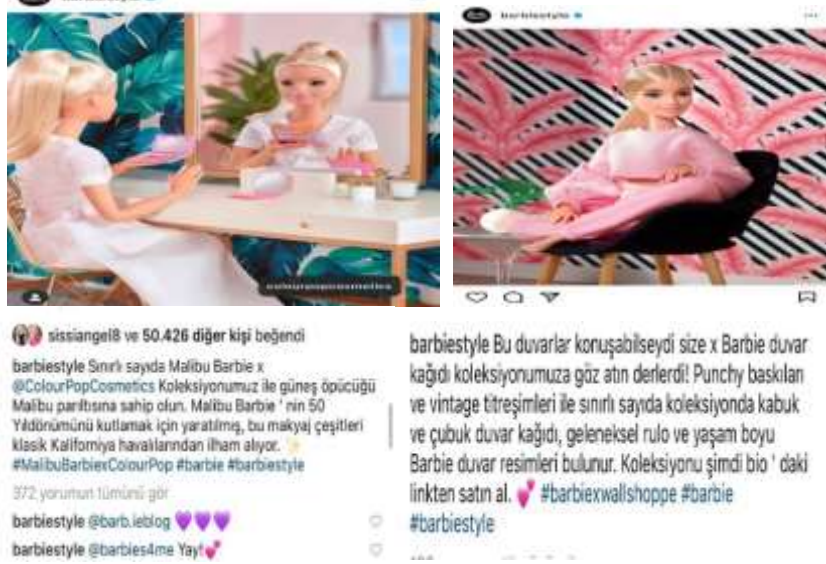 barbiestyle
colourpopcosmetics
sissiangel8 ve 50.426 diğer kişi beğendi
barbiestyle Sınırlı sayıda Malibu Barbie x
@ColourPopCosmetics Koleksiyonumuz ile güneş öpücüğü
Malibu parıltısına sahip olun. Malibu Barbie ' nin 50
Yıldönümünü kutlamak için yaratılmış, bu makyaj çeşitleri
klasik Kaliforniya havalarından ilham alıyor. ✨
#MalibuBarbiexColourPop #barbie #barbiestyle
372 yorumun tümünü gör
barbiestyle @barb.ieblog 💜💜💜
barbiestyle @barbies4me Yay!💕
barbiestyle Bu duvarlar konuşabilseydi size x Barbie duvar
kağıdı koleksiyonumuza göz atın derlerdi! Punchy baskıları
ve vintage titreşimleri ile sınırlı sayıda koleksiyonda kabuk
ve çubuk duvar kağıdı, geleneksel rulo ve yaşam boyu
Barbie duvar resimleri bulunur. Koleksiyonu şimdi bio ' daki
linkten satın al. 💕 #barbiexwallshoppe #barbie
#barbiestyle